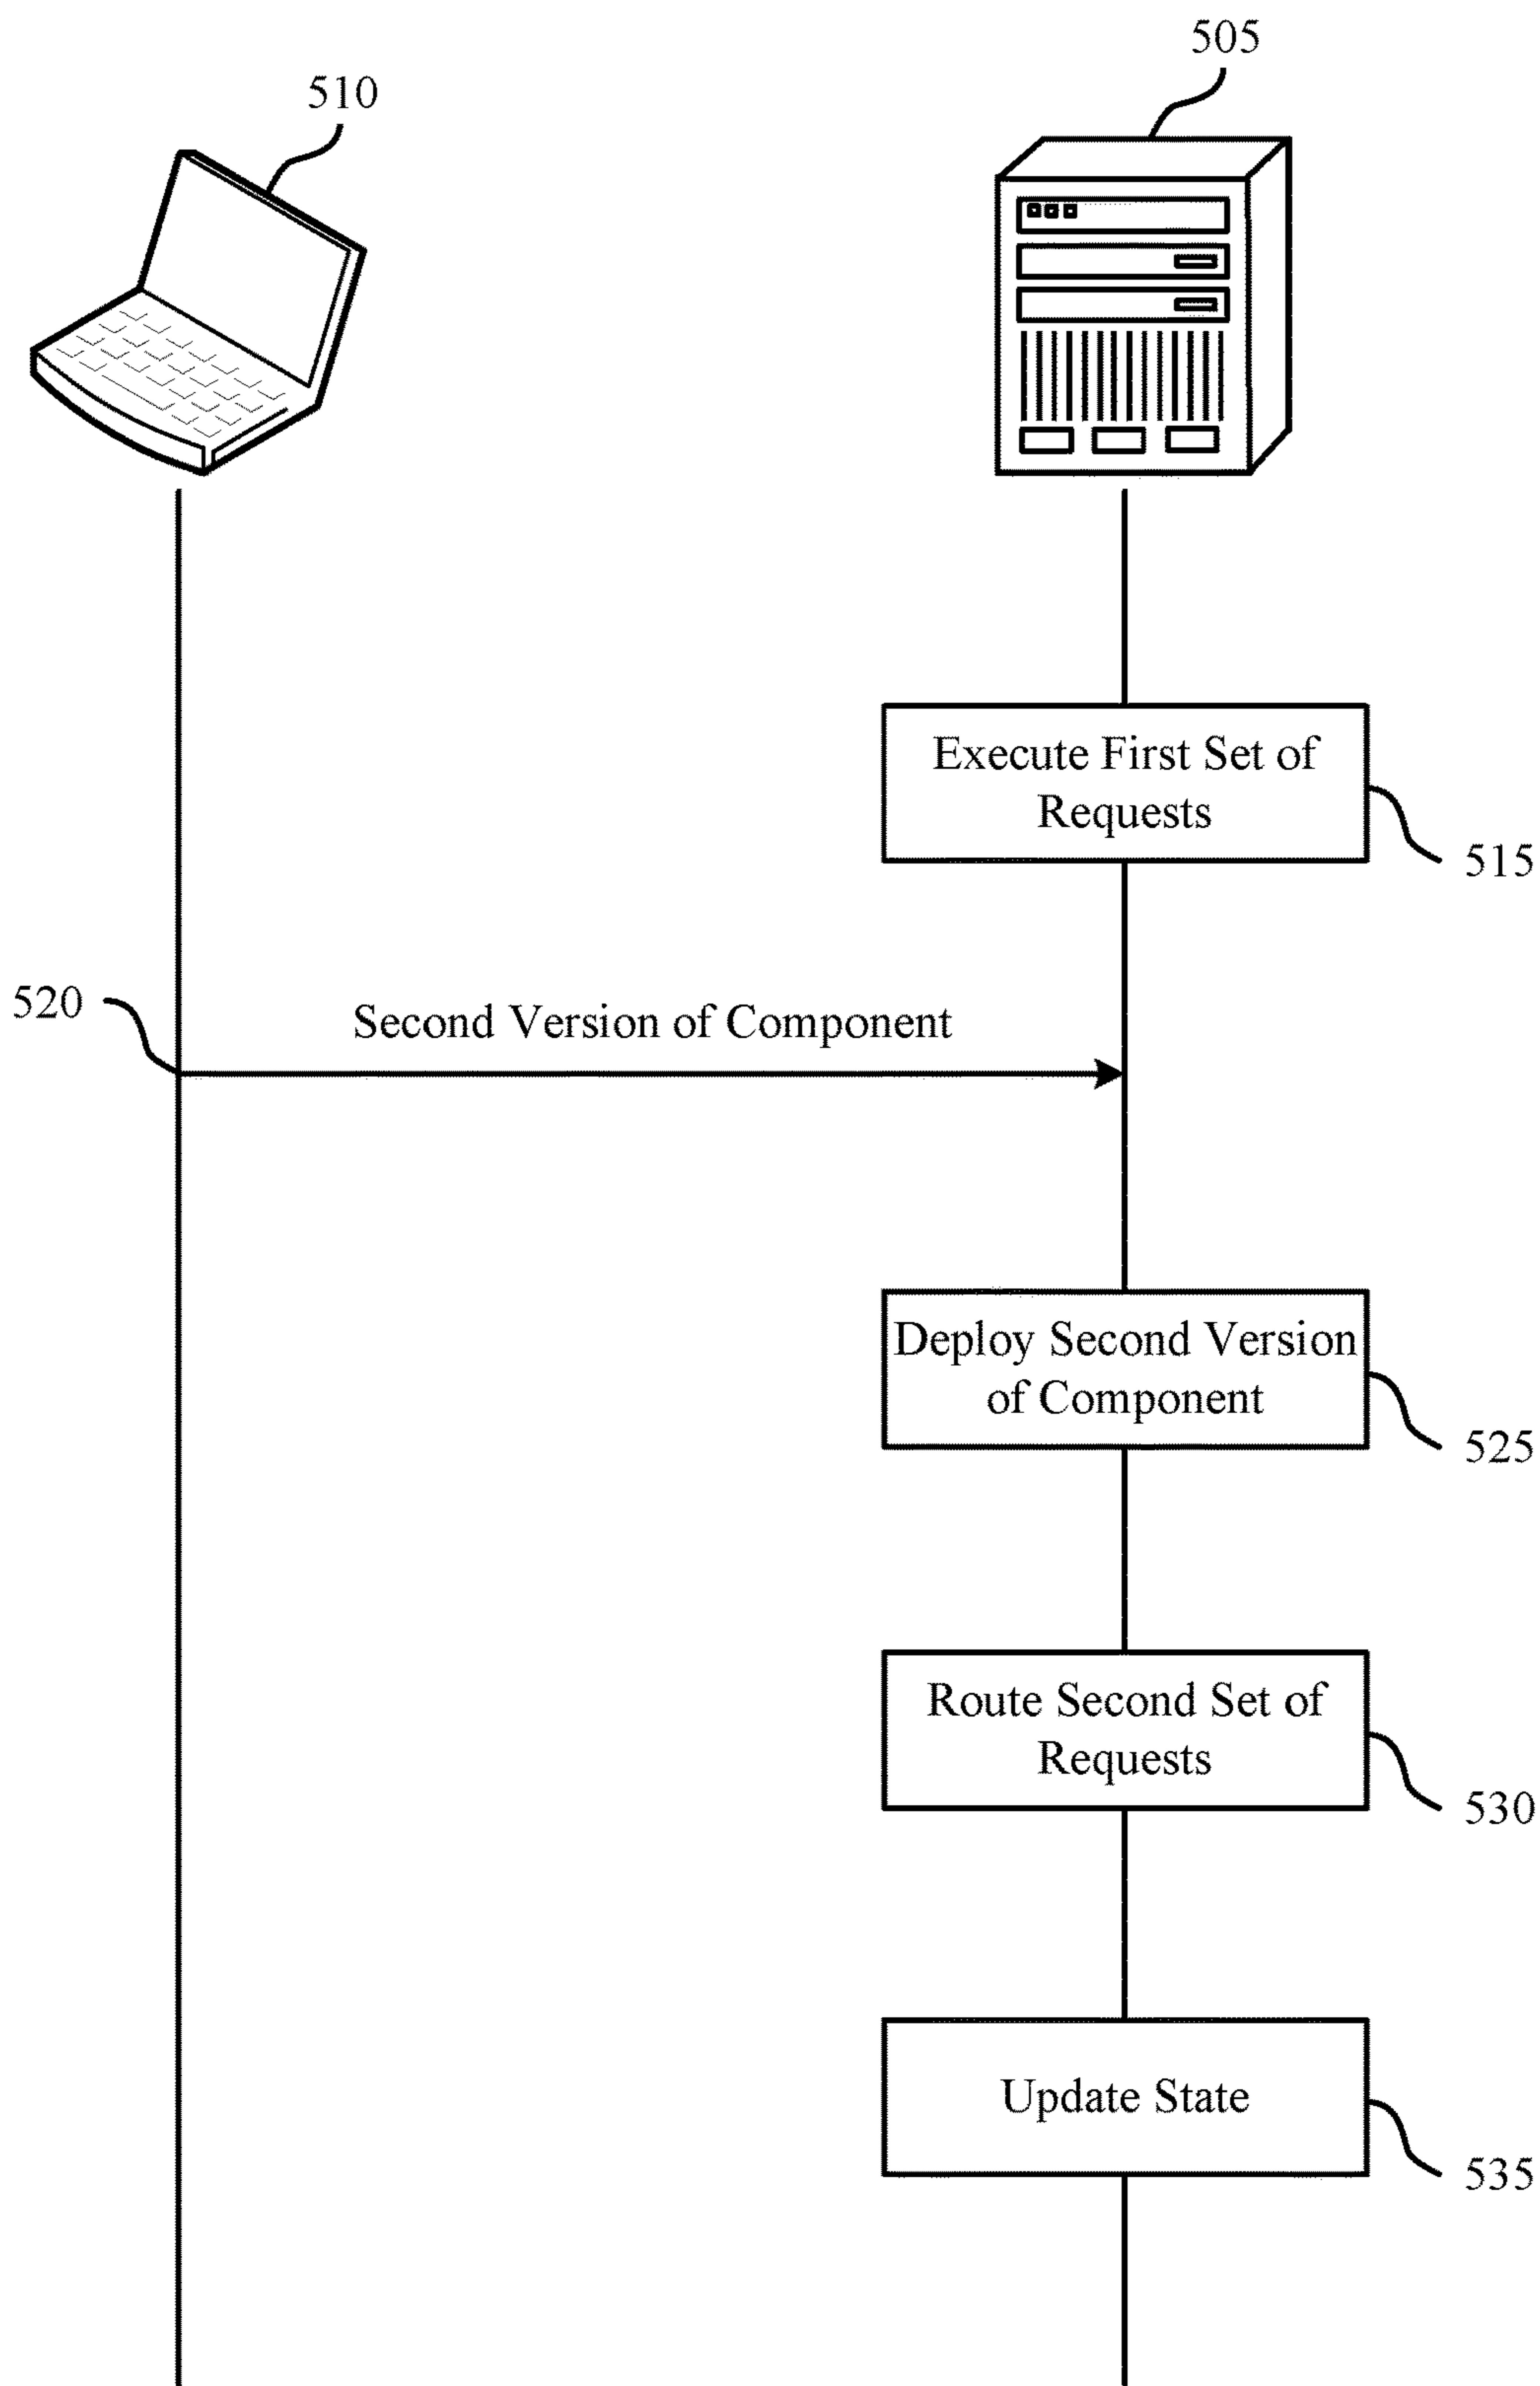 505
510
Execute First Set of
Requests
515
520
Second Version of Component
Deploy Second Version
of Component
525
Route Second Set of
Requests
530
Update State
535